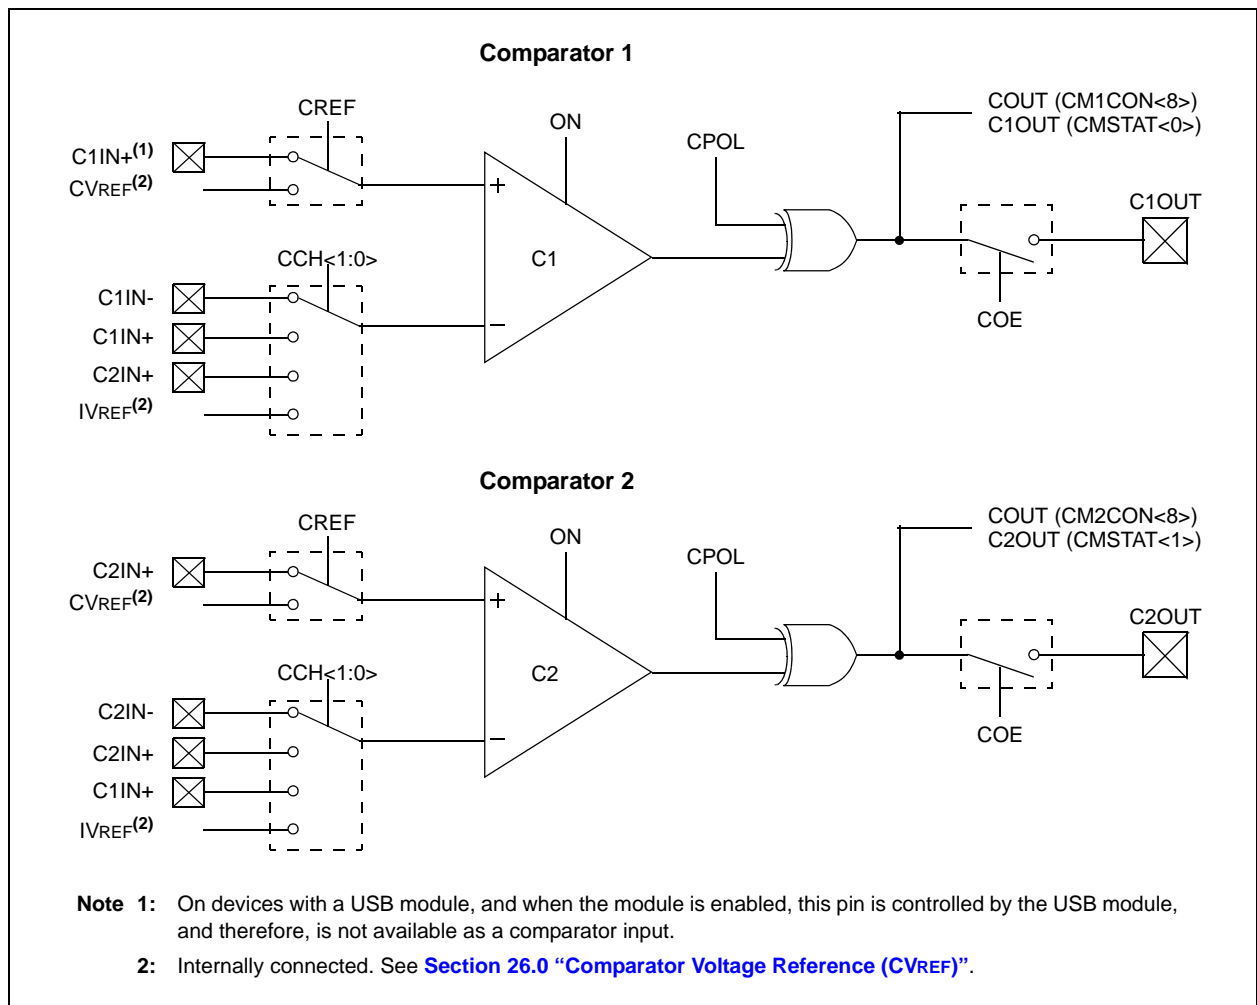 Comparator 1
CREF
C1IN+(1)
CVREF(2)
CCH<1:0>
C1IN-
C1IN+
C2IN+
IVREF(2)
+
−
C1
ON
CPOL
COUT (CM1CON<8>)
C1OUT (CMSTAT<0>)
C1OUT
COE
Comparator 2
CREF
C2IN+
CVREF(2)
CCH<1:0>
C2IN-
C2IN+
C1IN+
IVREF(2)
+
−
C2
ON
CPOL
COUT (CM2CON<8>)
C2OUT (CMSTAT<1>)
C2OUT
COE
Note 1: On devices with a USB module, and when the module is enabled, this pin is controlled by the USB module,
and therefore, is not available as a comparator input.
2: Internally connected. See Section 26.0 “Comparator Voltage Reference (CVREF)”.